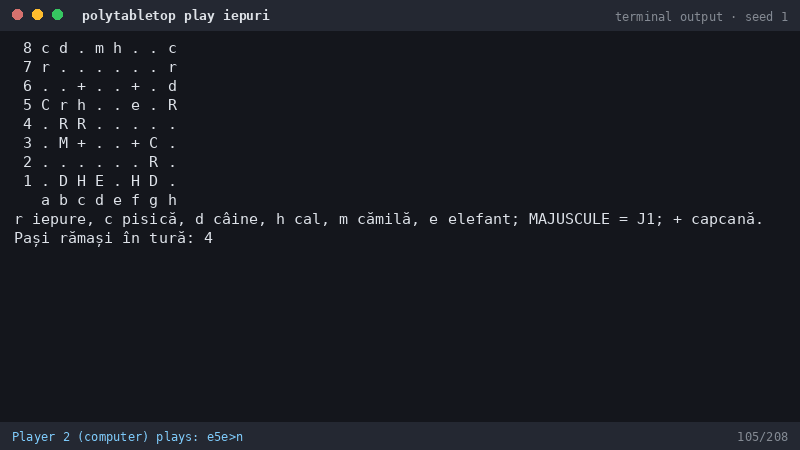 polytabletop play iepuri
terminal output · seed 1
8 c d . m h . . c
7 r . . . . . . r
6 . . + . . + . d
5 C r h . . e . R
4 . R R . . . . .
3 . M + . . + C .
2 . . . . . . R .
1 . D H E . H D .
a b c d e f g h
r iepure, c pisică, d câine, h cal, m cămilă, e elefant; MAJUSCULE = J1; + capcană.
Pași rămași în tură: 4
Player 2 (computer) plays: e5e>n
105/208